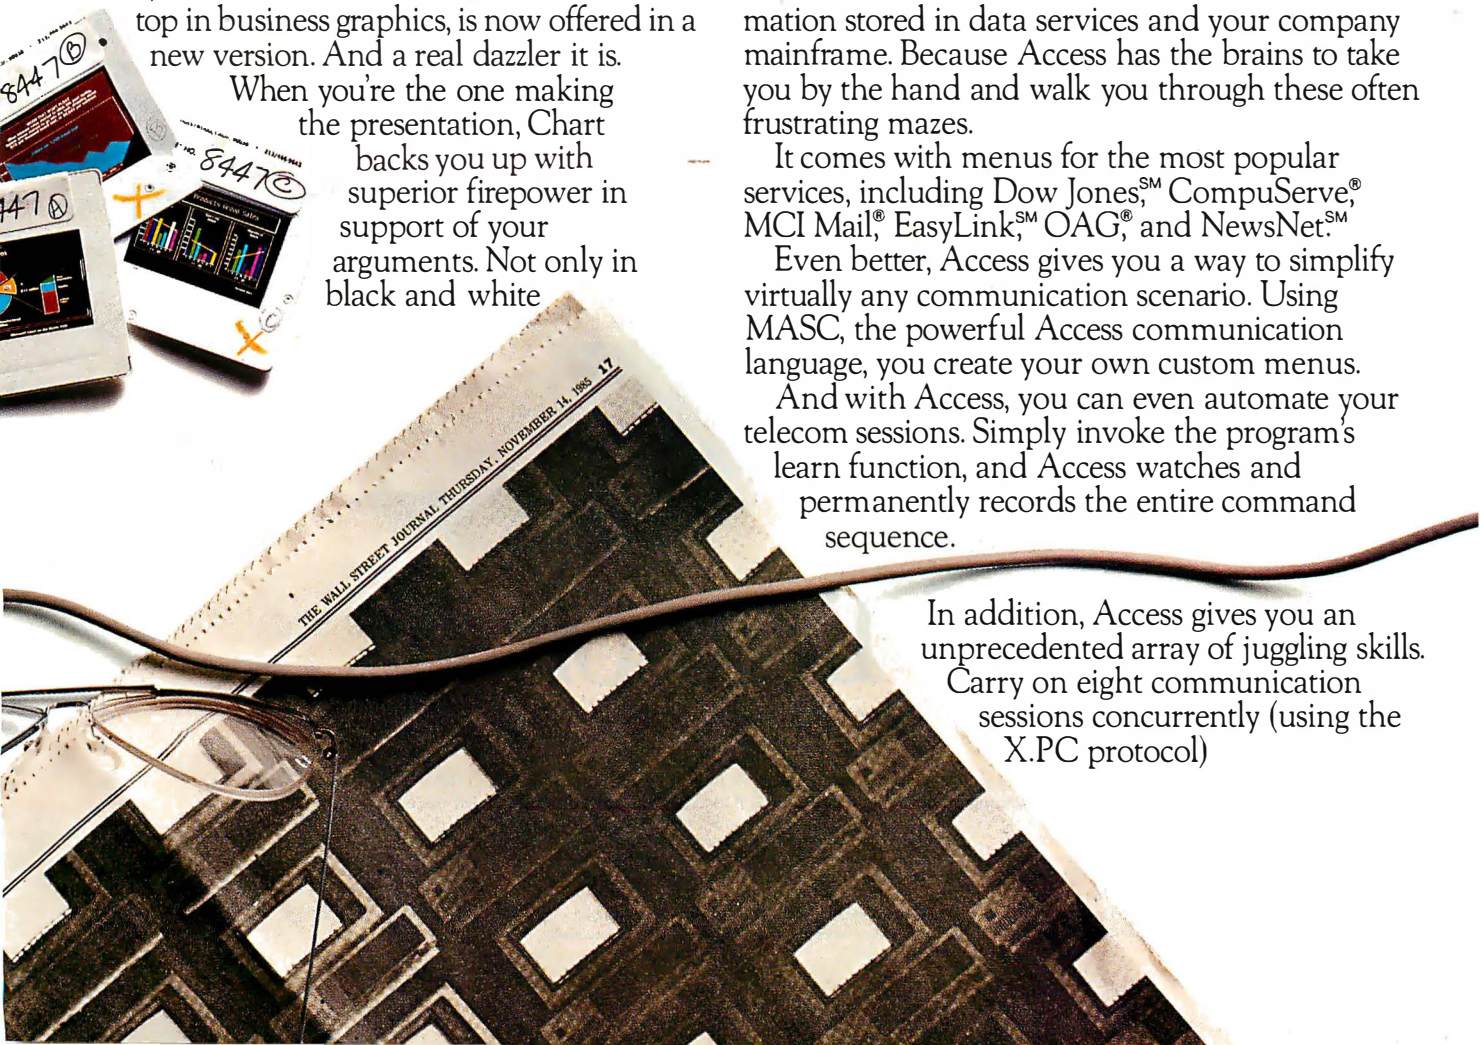 top in business graphics, is now offered in a
new version. And a real dazzler it is.
When you're the one making
the presentation, Chart
backs you up with
superior firepower in
support of your
arguments. Not only in
black and white
8447 B
8447 C
447 A
Products Group Sales
THE WALL STREET JOURNAL THURSDAY, NOVEMBER 14, 1985 17
mation stored in data services and your company
mainframe. Because Access has the brains to take
you by the hand and walk you through these often
frustrating mazes.
It comes with menus for the most popular
services, including Dow Jones,℠ CompuServe,®
MCI Mail,® EasyLink,℠ OAG,® and NewsNet.℠
Even better, Access gives you a way to simplify
virtually any communication scenario. Using
MASC, the powerful Access communication
language, you create your own custom menus.
And with Access, you can even automate your
telecom sessions. Simply invoke the program's
learn function, and Access watches and
permanently records the entire command
sequence.
In addition, Access gives you an
unprecedented array of juggling skills.
Carry on eight communication
sessions concurrently (using the
X.PC protocol)